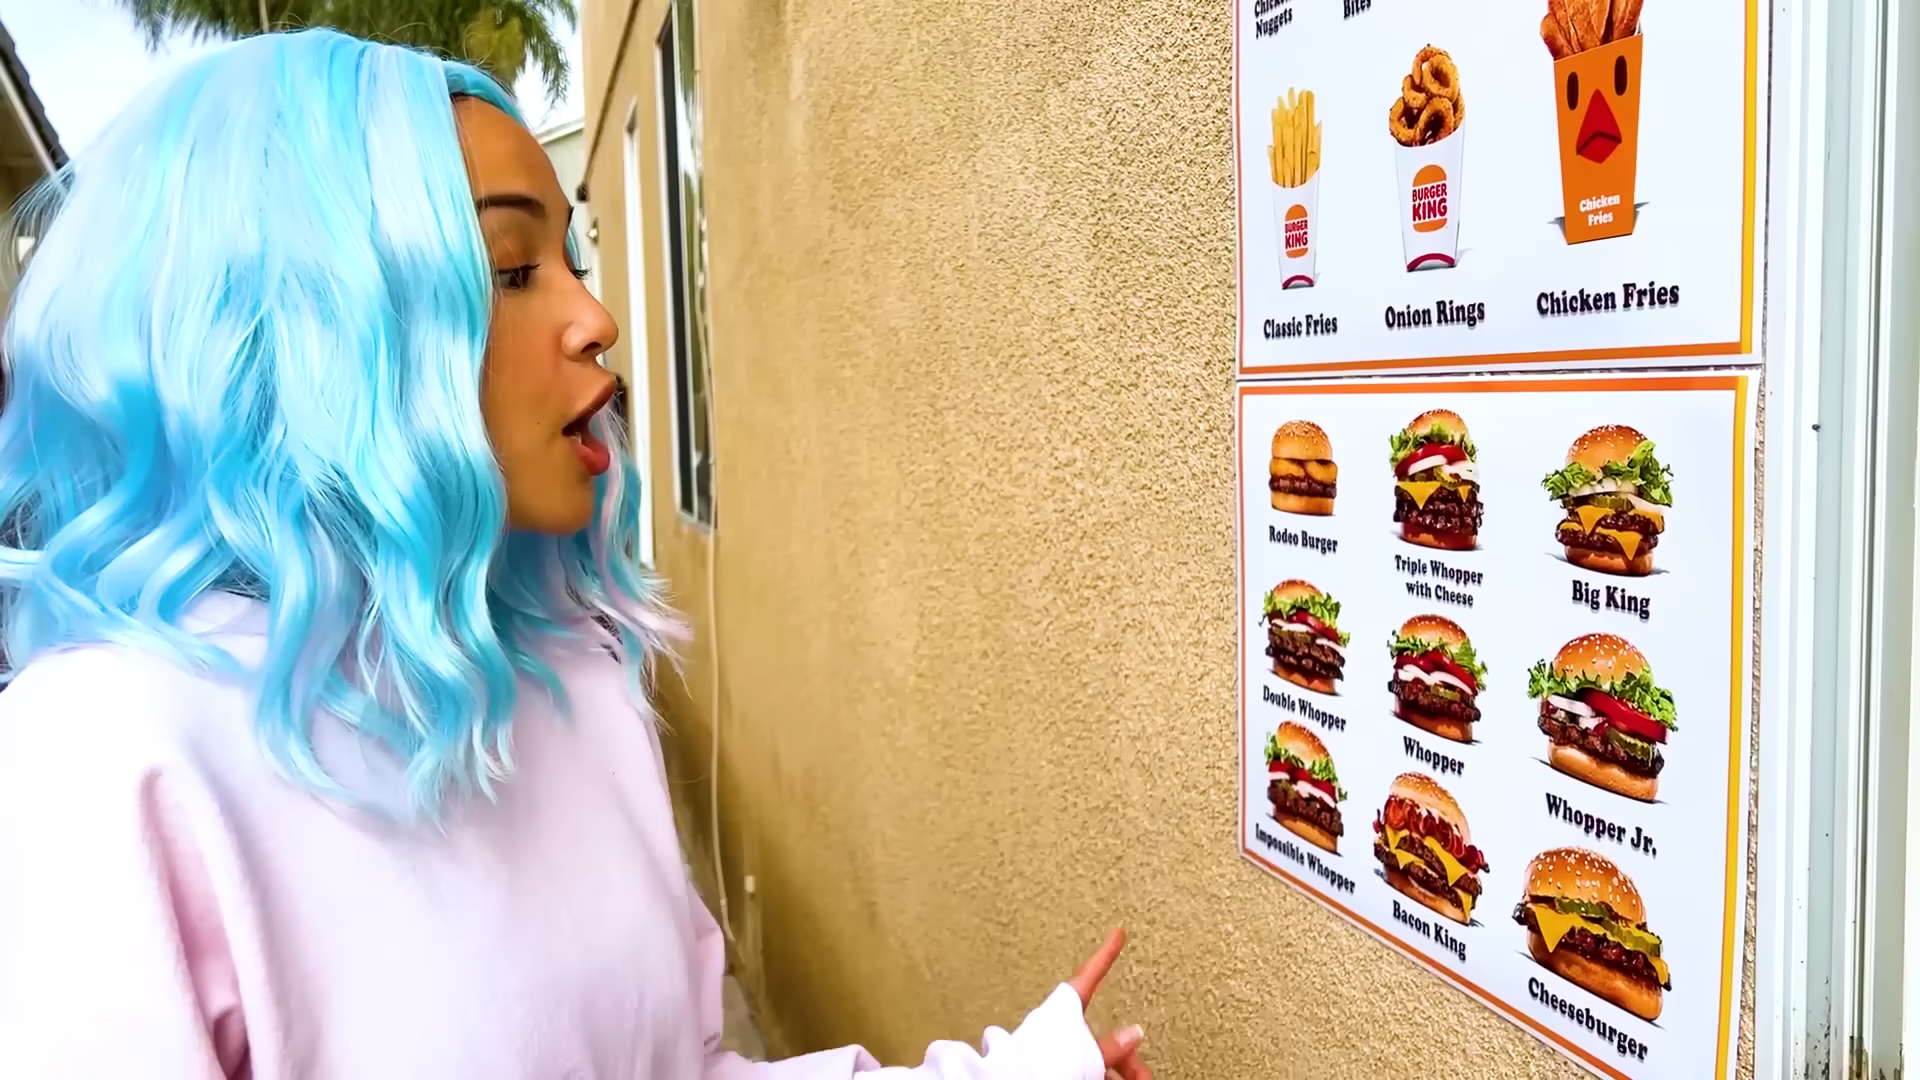 Chicken
Nuggets
Bites
BURGER
KING
BURGER
KING
Chicken
Fries
Classic Fries
Onion Rings
Chicken Fries
Rodeo Burger
Triple Whopper
with Cheese
Big King
Double Whopper
Whopper
Whopper Jr.
Impossible Whopper
Bacon King
Cheeseburger